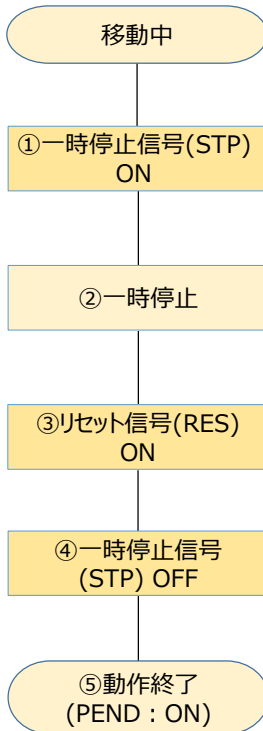 移動中
①一時停止信号(STP)
ON
②一時停止
③リセット信号(RES)
ON
④一時停止信号
(STP) OFF
⑤動作終了
(PEND：ON)